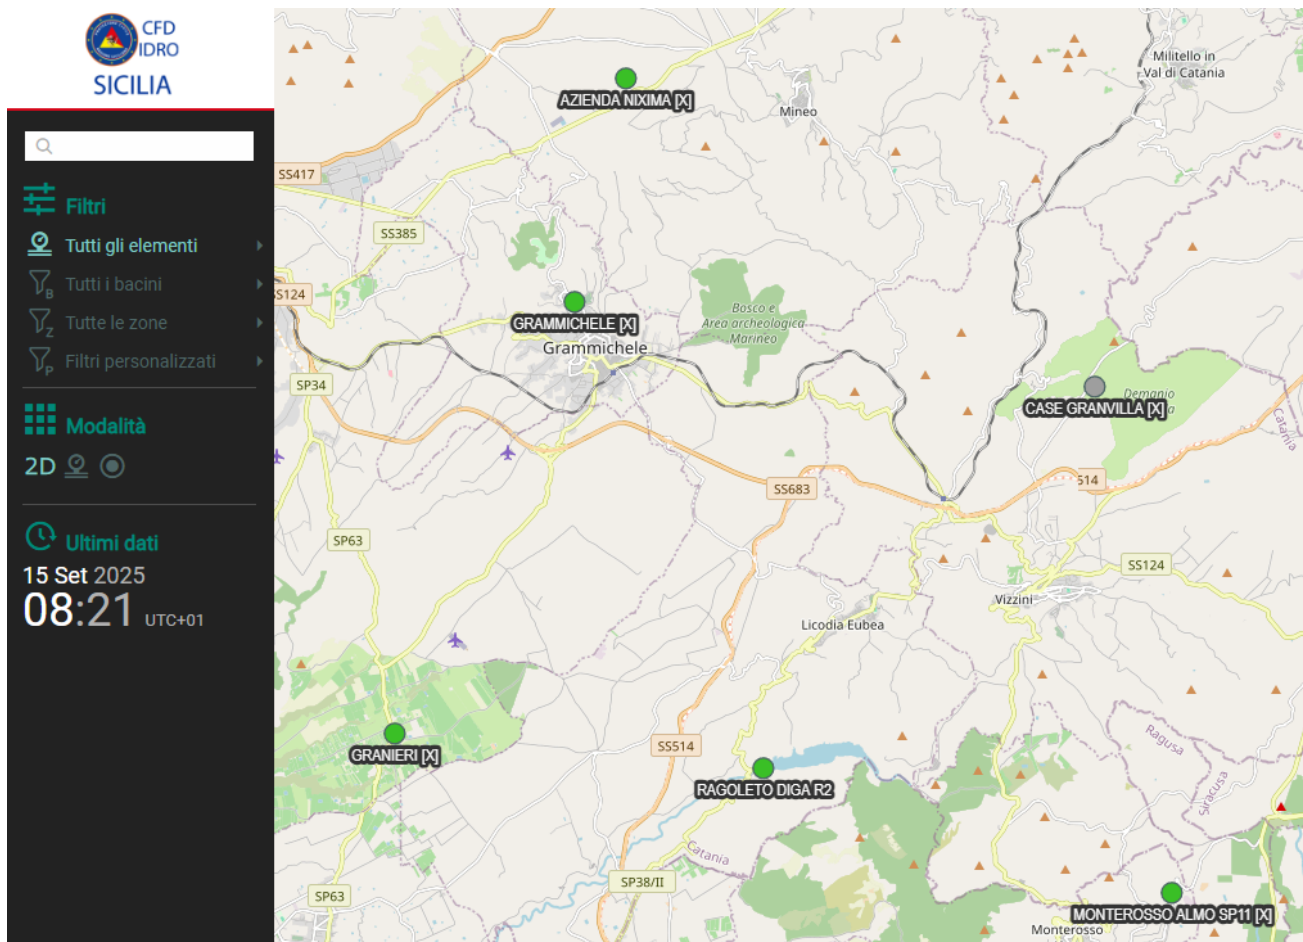 CFD
IDRO
SICILIA
Filtri
Tutti gli elementi
B
Tutti i bacini
Z
Tutte le zone
P
Filtri personalizzati
Modalità
2D
Ultimi dati
15 Set 2025
08:21 UTC+01
Militello in
Val di Catania
AZIENDA NIXIMA [X]
Mineo
SS417
SS385
SS124
Bosco e
Area archeologica
Marineo
GRAMMICHELE [X]
Grammichele
SP34
Demanio
CASE GRANVILLA [X]
Catania
SS683
514
SP63
SS124
Vizzini
Licodia Eubea
GRANIERI [X]
SS514
Ragusa
Siracusa
RAGOLETO DIGA R2
Catania
SP38/II
SP63
MONTEROSSO ALMO SP11 [X]
Monterosso